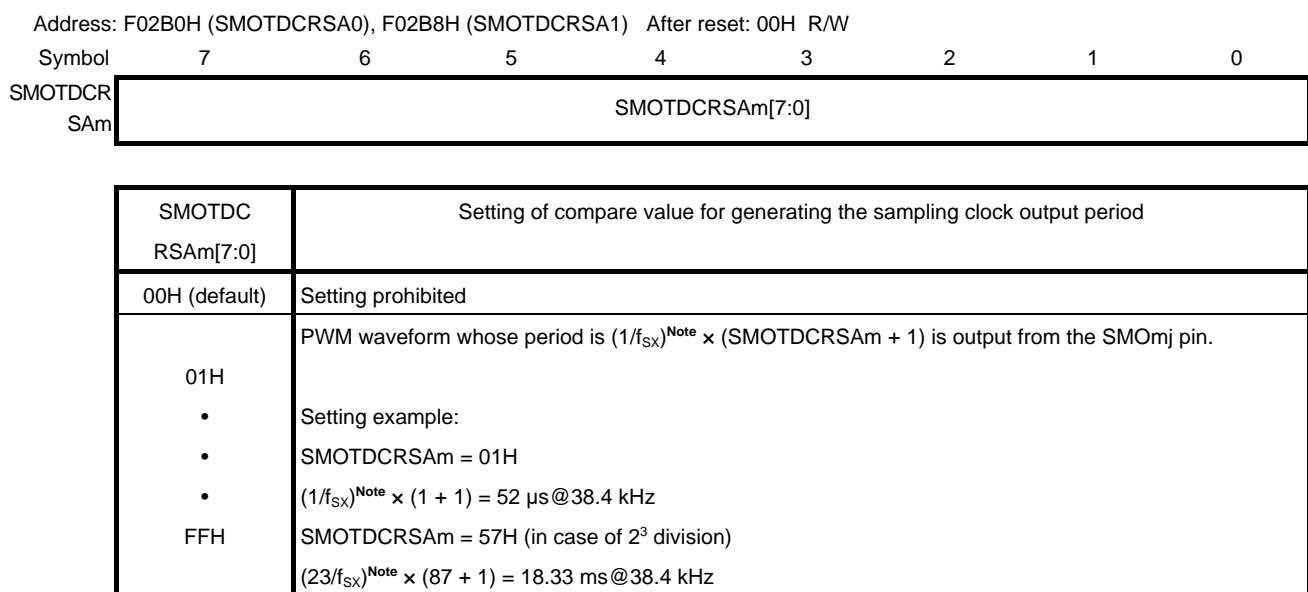 Address: F02B0H (SMOTDCRSA0), F02B8H (SMOTDCRSA1) After reset: 00H R/W
Symbol 7 6 5 4 3 2 1 0
SMOTDCR
SAm
SMOTDCRSAm[7:0]
SMOTDC
RSAm[7:0]
Setting of compare value for generating the sampling clock output period
00H (default) Setting prohibited
PWM waveform whose period is (1/fSX)Note × (SMOTDCRSAm + 1) is output from the SMOmj pin.
01H
• Setting example:
• SMOTDCRSAm = 01H
• (1/fSX)Note × (1 + 1) = 52 µs@38.4 kHz
FFH SMOTDCRSAm = 57H (in case of 2³ division)
(23/fSX)Note × (87 + 1) = 18.33 ms@38.4 kHz